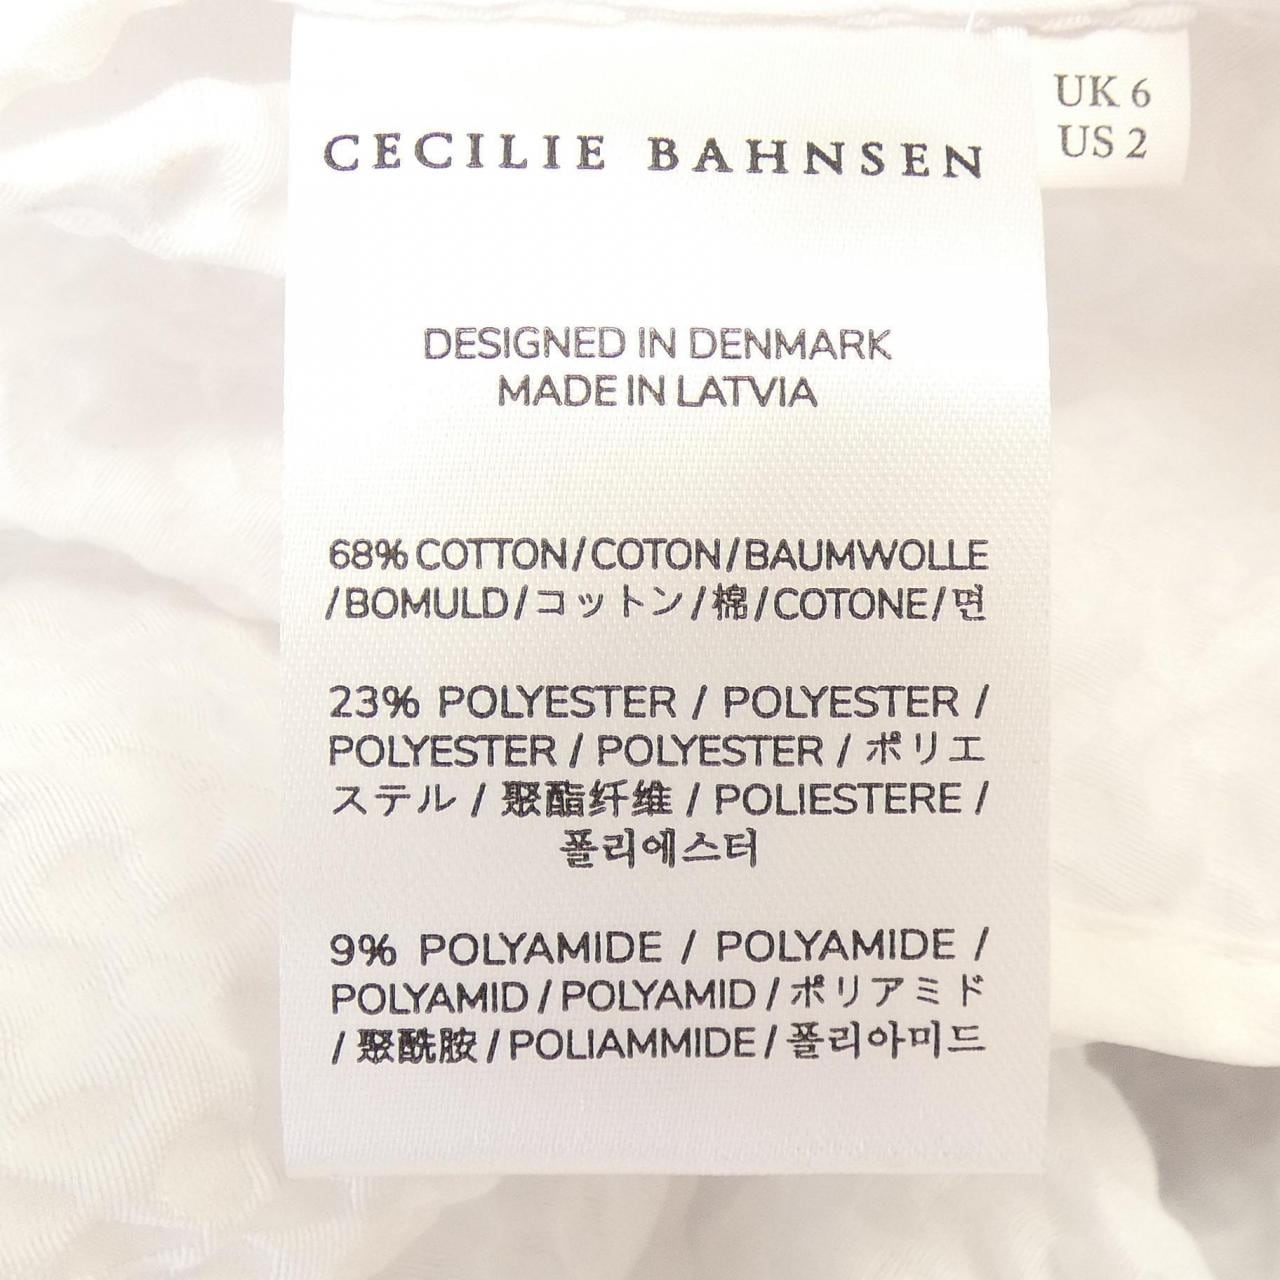 CECILIE BAHNSEN
UK 6
US 2
DESIGNED IN DENMARK
MADE IN LATVIA
68% COTTON/COTON/BAUMWOLLE
/BOMULD/コットン/棉/COTONE/면
23% POLYESTER / POLYESTER /
POLYESTER / POLYESTER / ポリエ
ステル / 聚酯纤维 / POLIESTERE /
폴리에스터
9% POLYAMIDE / POLYAMIDE /
POLYAMID / POLYAMID / ポリアミド
/ 聚酰胺 / POLIAMMIDE / 폴리아미드